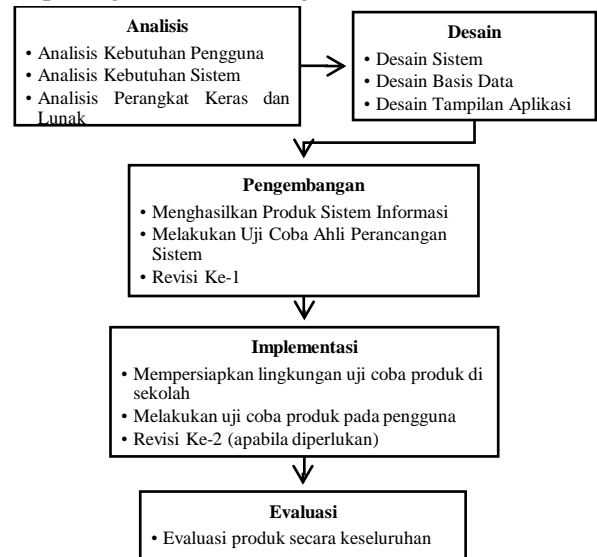 Analisis
• Analisis Kebutuhan Pengguna
• Analisis Kebutuhan Sistem
• Analisis Perangkat Keras dan
Lunak
Desain
• Desain Sistem
• Desain Basis Data
• Desain Tampilan Aplikasi
Pengembangan
• Menghasilkan Produk Sistem Informasi
• Melakukan Uji Coba Ahli Perancangan
Sistem
• Revisi Ke-1
Implementasi
• Mempersiapkan lingkungan uji coba produk di
sekolah
• Melakukan uji coba produk pada pengguna
• Revisi Ke-2 (apabila diperlukan)
Evaluasi
• Evaluasi produk secara keseluruhan